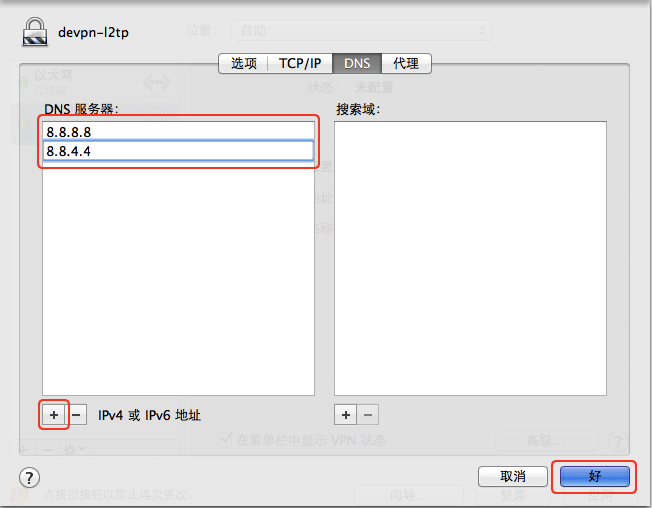 devpn-l2tp
位置： 自动
选项 TCP/IP DNS 代理
以太网
已连接
状态： 未配置
DNS 服务器：
搜索域：
8.8.8.8
8.8.4.4
+ − IPv4 或 IPv6 地址
+ −
在菜单栏中显示 VPN 状态
高级...
?
+ −
? 取消 好
点按锁按钮以防止再次更改。
向导...
复原
应用